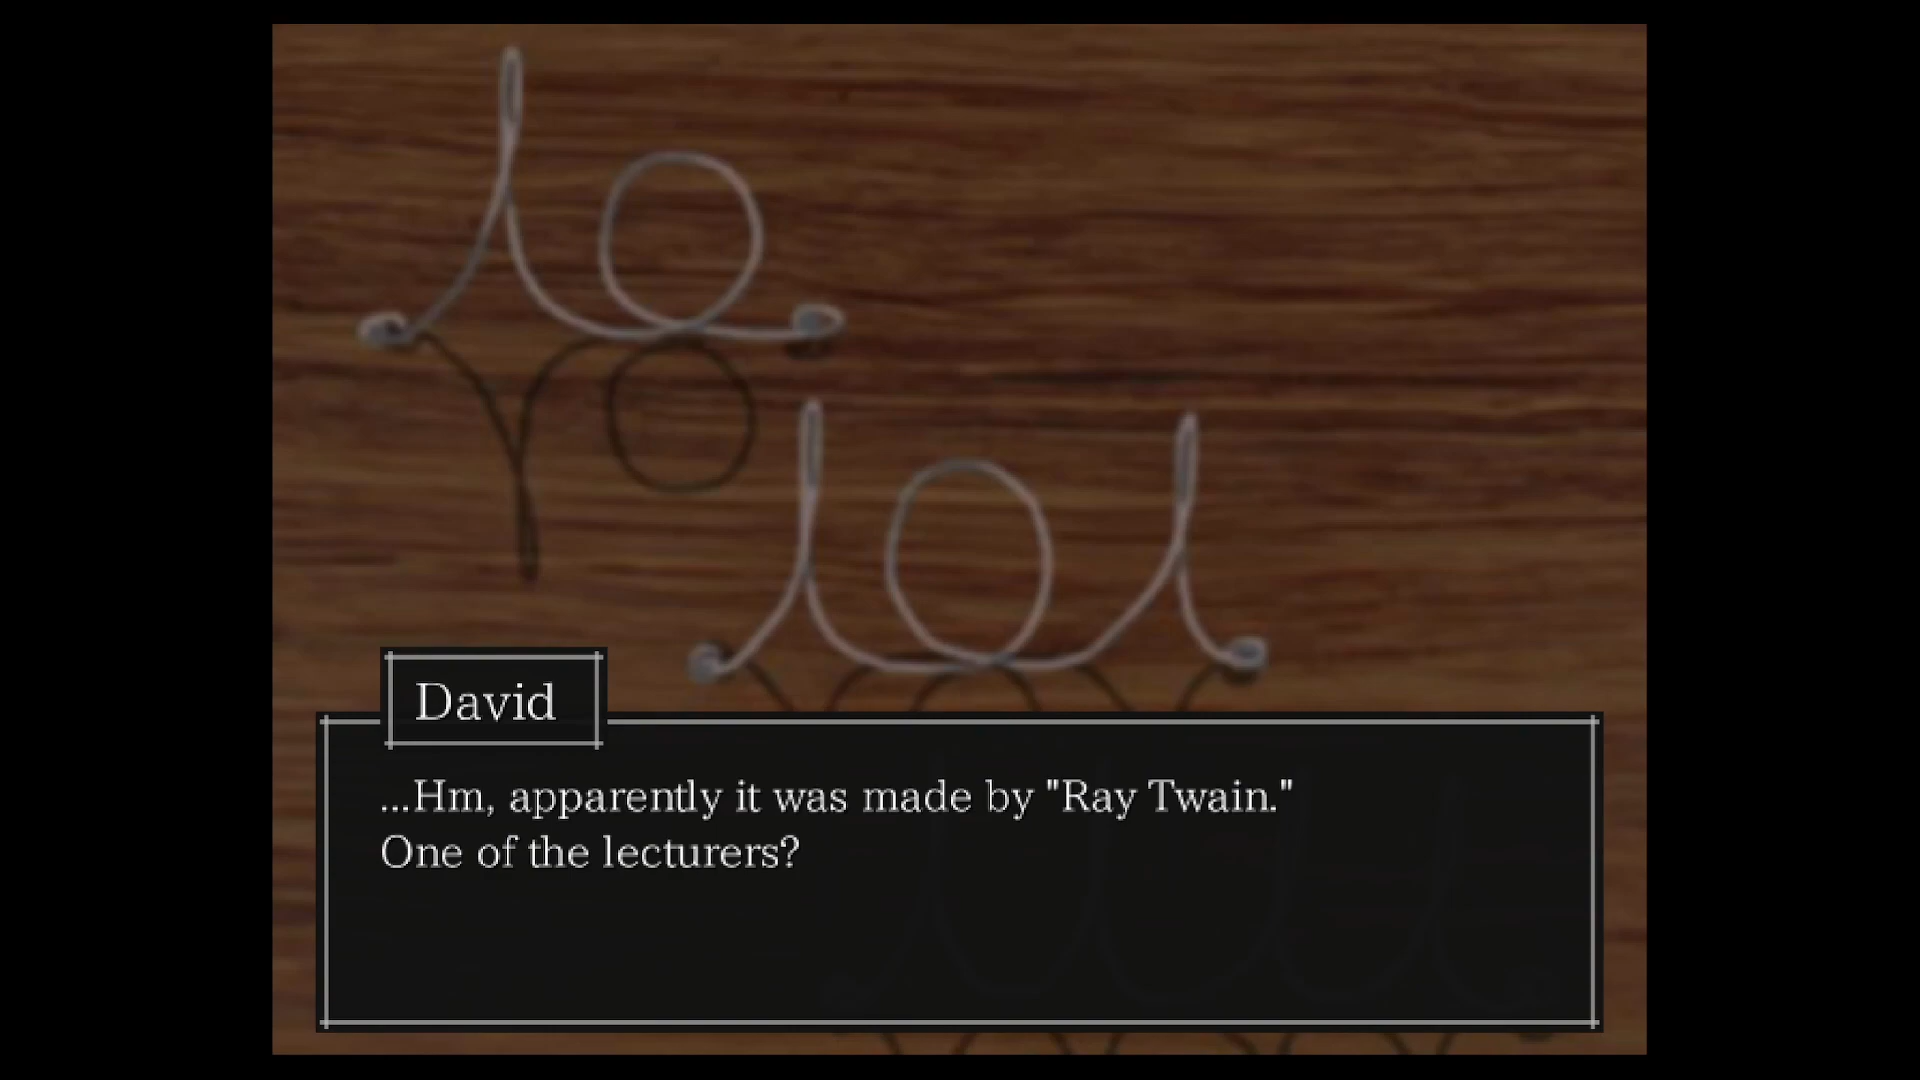 David
...Hm, apparently it was made by "Ray Twain."
One of the lecturers?